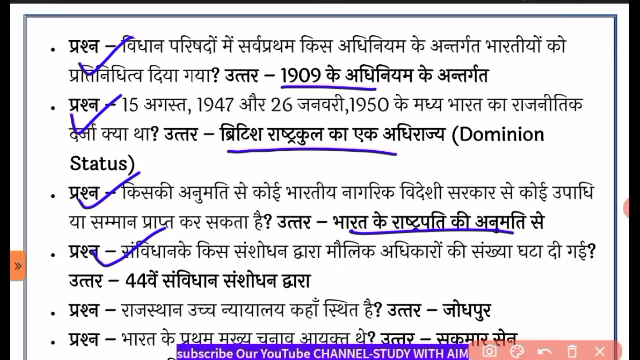 • प्रश्न – विधान परिषदों में सर्वप्रथम किस अधिनियम के अन्तर्गत भारतीयों को
प्रतिनिधित्व दिया गया? उत्तर – 1909 के अधिनियम के अन्तर्गत
• प्रश्न – 15 अगस्त, 1947 और 26 जनवरी,1950 के मध्य भारत का राजनीतिक
दर्जा क्या था? उत्तर – ब्रिटिश राष्ट्रकुल का एक अधिराज्य (Dominion
Status)
• प्रश्न – किसकी अनुमति से कोई भारतीय नागरिक विदेशी सरकार से कोई उपाधि
या सम्मान प्राप्त कर सकता है? उत्तर – भारत के राष्ट्रपति की अनुमति से
• प्रश्न – संविधानके किस संशोधन द्वारा मौलिक अधिकारों की संख्या घटा दी गई?
उत्तर – 44वें संविधान संशोधन द्वारा
• प्रश्न – राजस्थान उच्च न्यायालय कहाँ स्थित है? उत्तर – जोधपुर
• प्रश्न – भारत के प्रथम मुख्य चुनाव आयुक्त थे? उत्तर – सुकुमार सेन
subscribe Our YouTube CHANNEL-STUDY WITH AIM